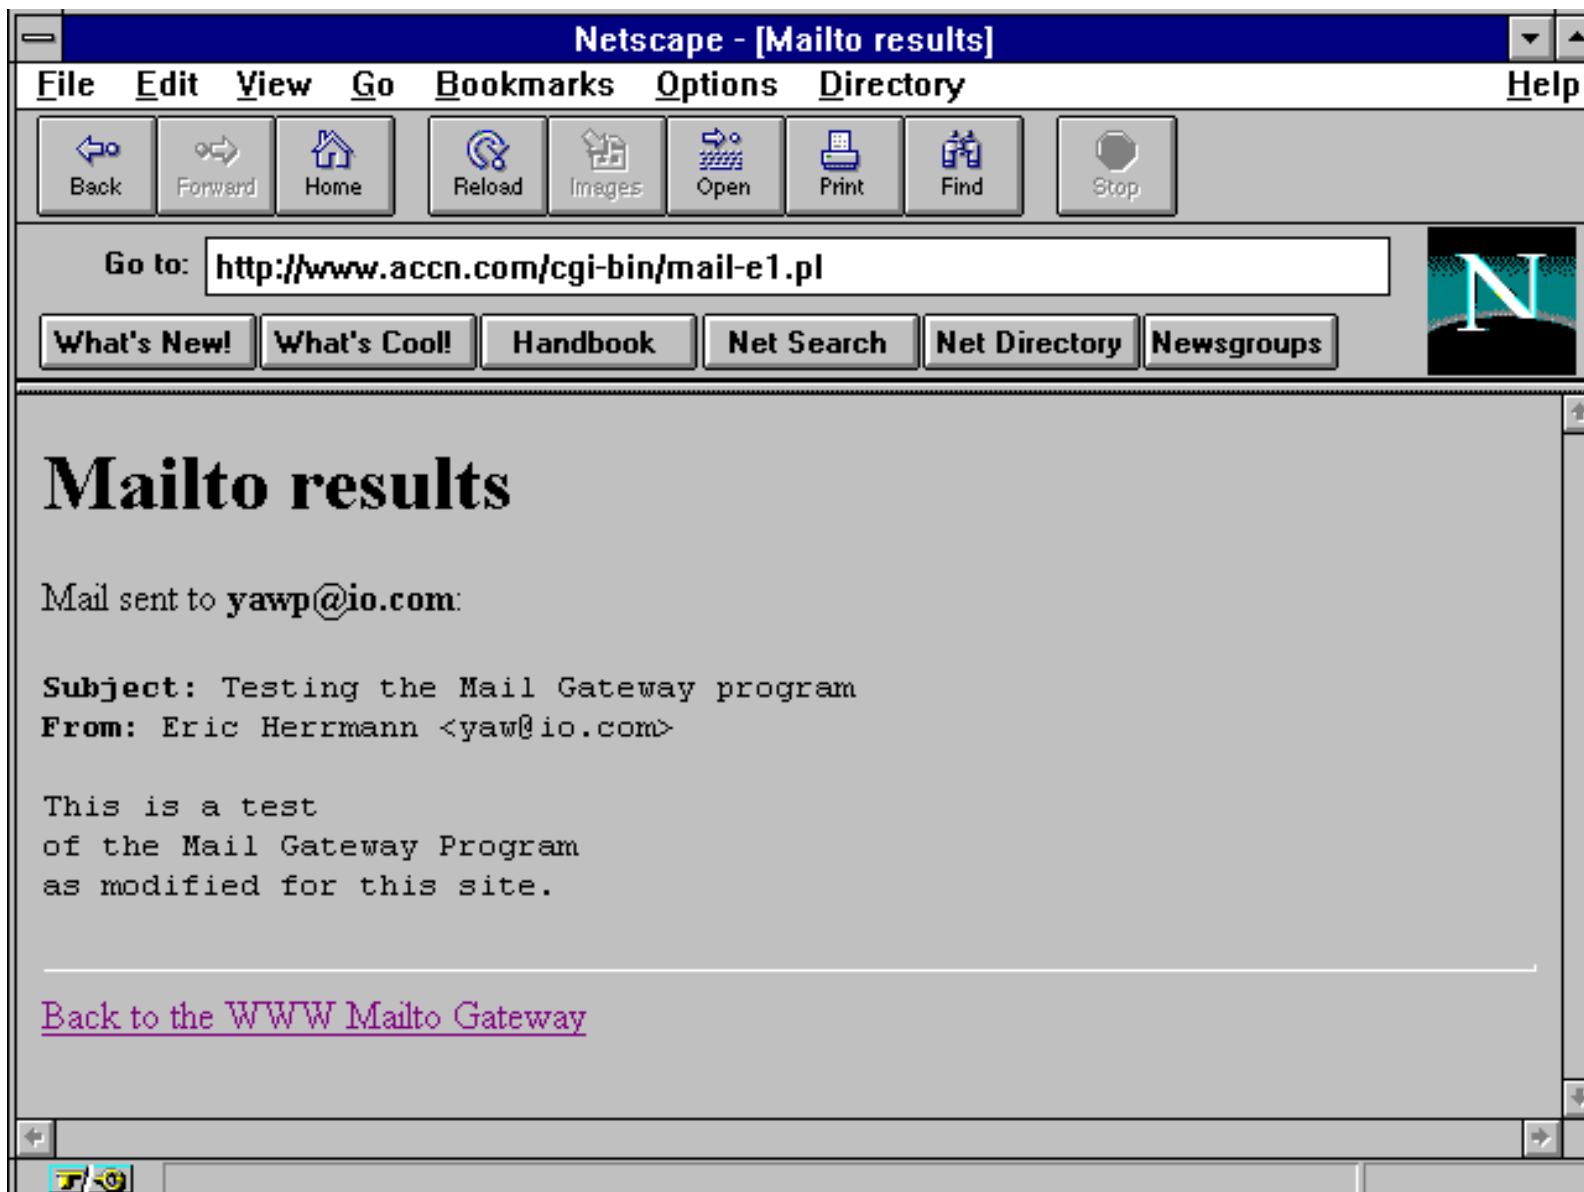 Netscape - [Mailto results]
File Edit View Go Bookmarks Options Directory Help
Back Forward Home Reload Images Open Print Find Stop
Go to: http://www.accn.com/cgi-bin/mail-e1.pl
N
What's New! What's Cool! Handbook Net Search Net Directory Newsgroups
Mailto results
Mail sent to yawp@io.com:
Subject: Testing the Mail Gateway program
From: Eric Herrmann <yaw@io.com>
This is a test
of the Mail Gateway Program
as modified for this site.
Back to the WWW Mailto Gateway